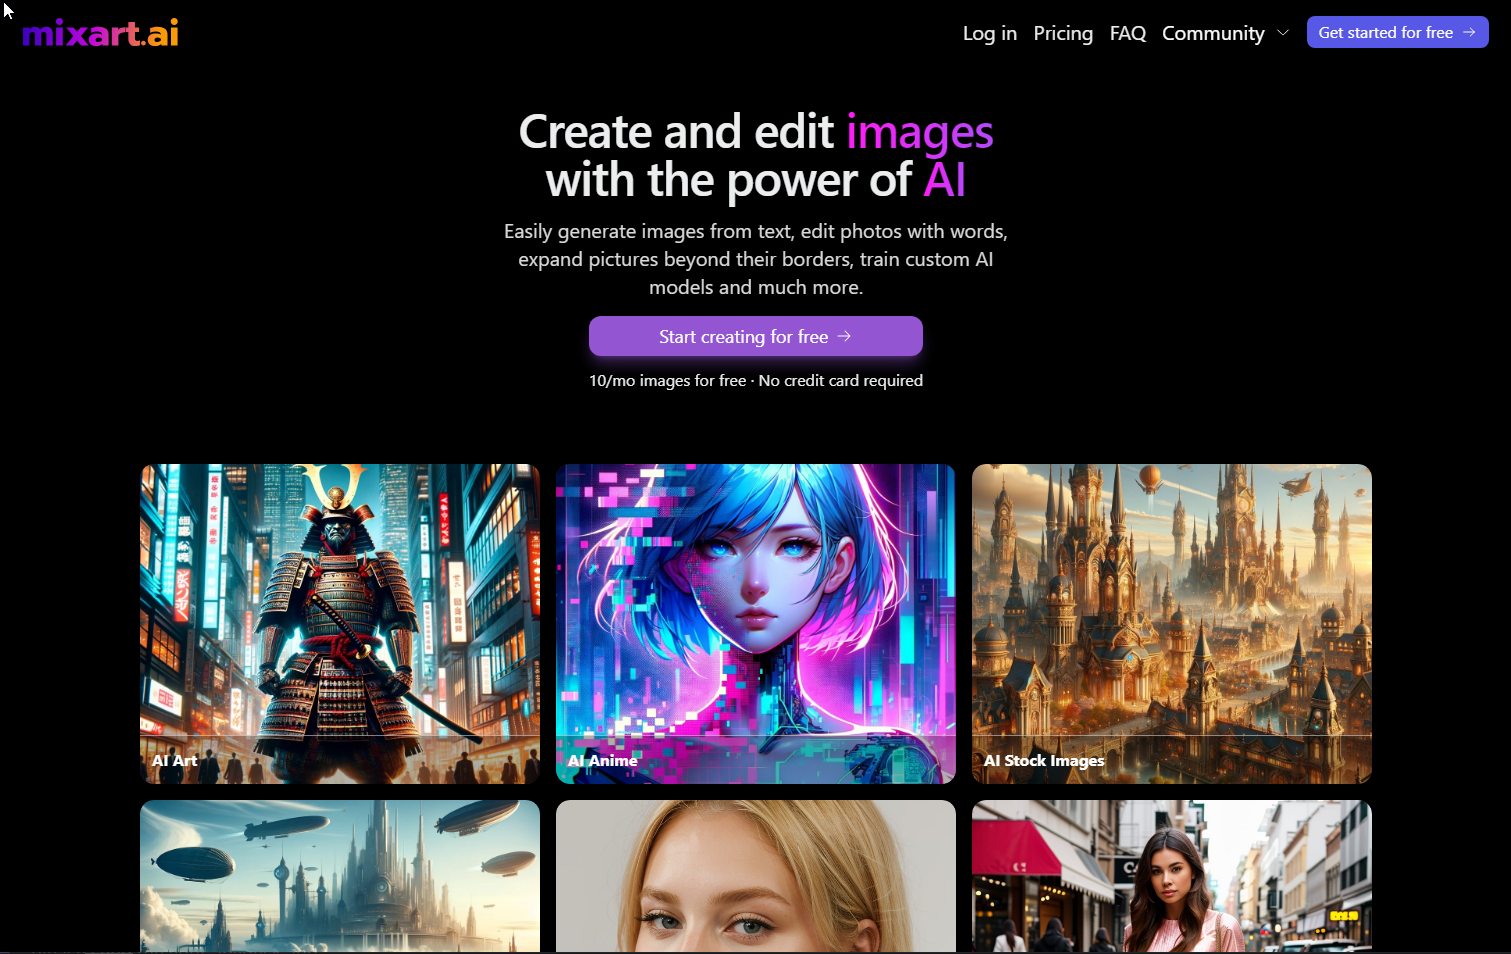 mixart.ai
Log in Pricing FAQ Community Get started for free →
Create and edit images
with the power of AI
Easily generate images from text, edit photos with words,
expand pictures beyond their borders, train custom AI
models and much more.
Start creating for free →
10/mo images for free · No credit card required
AI Art
AI Anime
AI Stock Images